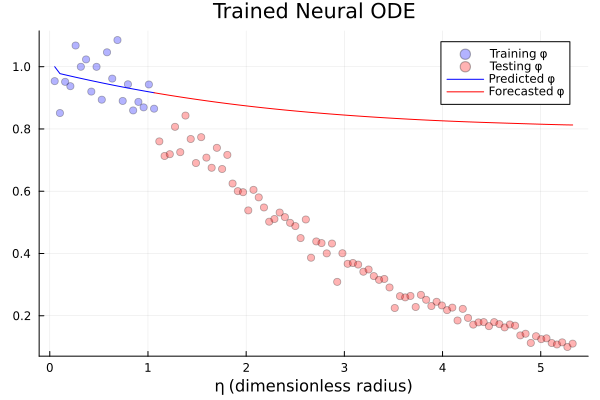 Trained Neural ODE
Training φ
Testing φ
Predicted φ
Forecasted φ
1.0
0.8
0.6
0.4
0.2
0
1
2
3
4
5
η (dimensionless radius)